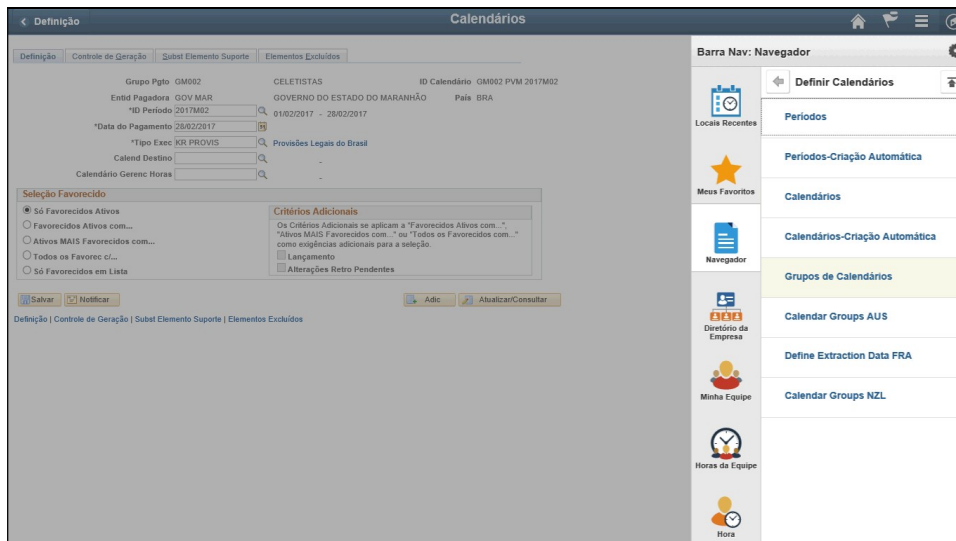 Definição
Calendários
Definição Controle de Geração Subst Elemento Suporte Elementos Excluídos
Grupo Pgto GM002 CELETISTAS ID Calendário GM002 PVM 2017M02
Entid Pagadora GOV MAR GOVERNO DO ESTADO DO MARANHÃO País BRA
*ID Período 2017M02 01/02/2017 - 28/02/2017
*Data do Pagamento 28/02/2017
*Tipo Exec KR PROVIS Provisões Legais do Brasil
Calend Destino -
Calendário Gerenc Horas -
Seleção Favorecido
Só Favorecidos Ativos
Favorecidos Ativos com...
Ativos MAIS Favorecidos com...
Todos os Favorec c/...
Só Favorecidos em Lista
Critérios Adicionais
Os Critérios Adicionais se aplicam a "Favorecidos Ativos com...",
"Ativos MAIS Favorecidos com..." ou "Todos os Favorecidos com..."
como exigências adicionais para a seleção.
Lançamento
Alterações Retro Pendentes
Salvar Notificar Adic Atualizar/Consultar
Definição | Controle de Geração | Subst Elemento Suporte | Elementos Excluídos
Barra Nav: Navegador
Locais Recentes
Meus Favoritos
Navegador
Diretório da
Empresa
Minha Equipe
Horas da Equipe
Hora
Definir Calendários
Períodos
Períodos-Criação Automática
Calendários
Calendários-Criação Automática
Grupos de Calendários
Calendar Groups AUS
Define Extraction Data FRA
Calendar Groups NZL